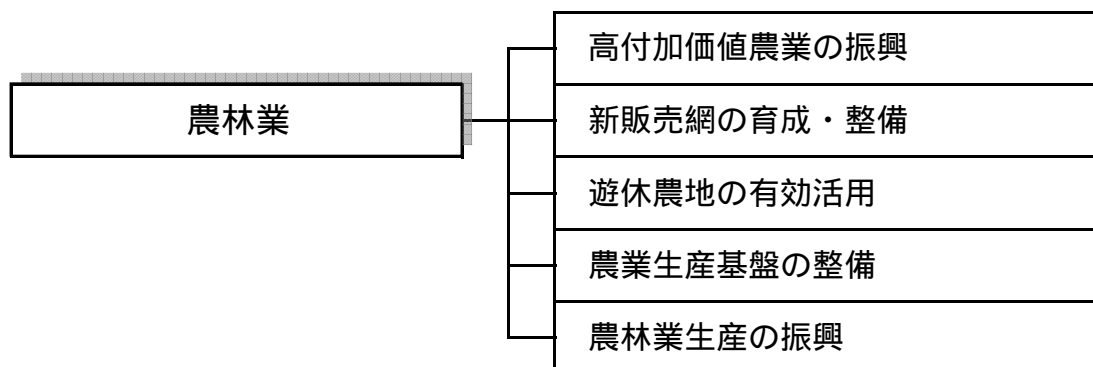 農林業
高付加価値農業の振興
新販売網の育成・整備
遊休農地の有効活用
農業生産基盤の整備
農林業生産の振興